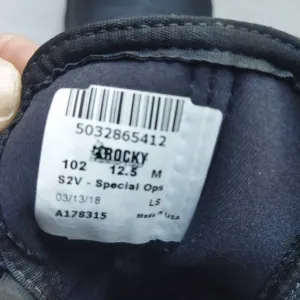 5032865412
ROCKY
102 12.5 M
S2V - Special Ops
03/13/18 LS
A178315 Made in USA